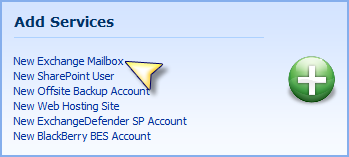 Add Services
New Exchange Mailbox
New SharePoint User
New Offsite Backup Account
New Web Hosting Site
New ExchangeDefender SP Account
New BlackBerry BES Account